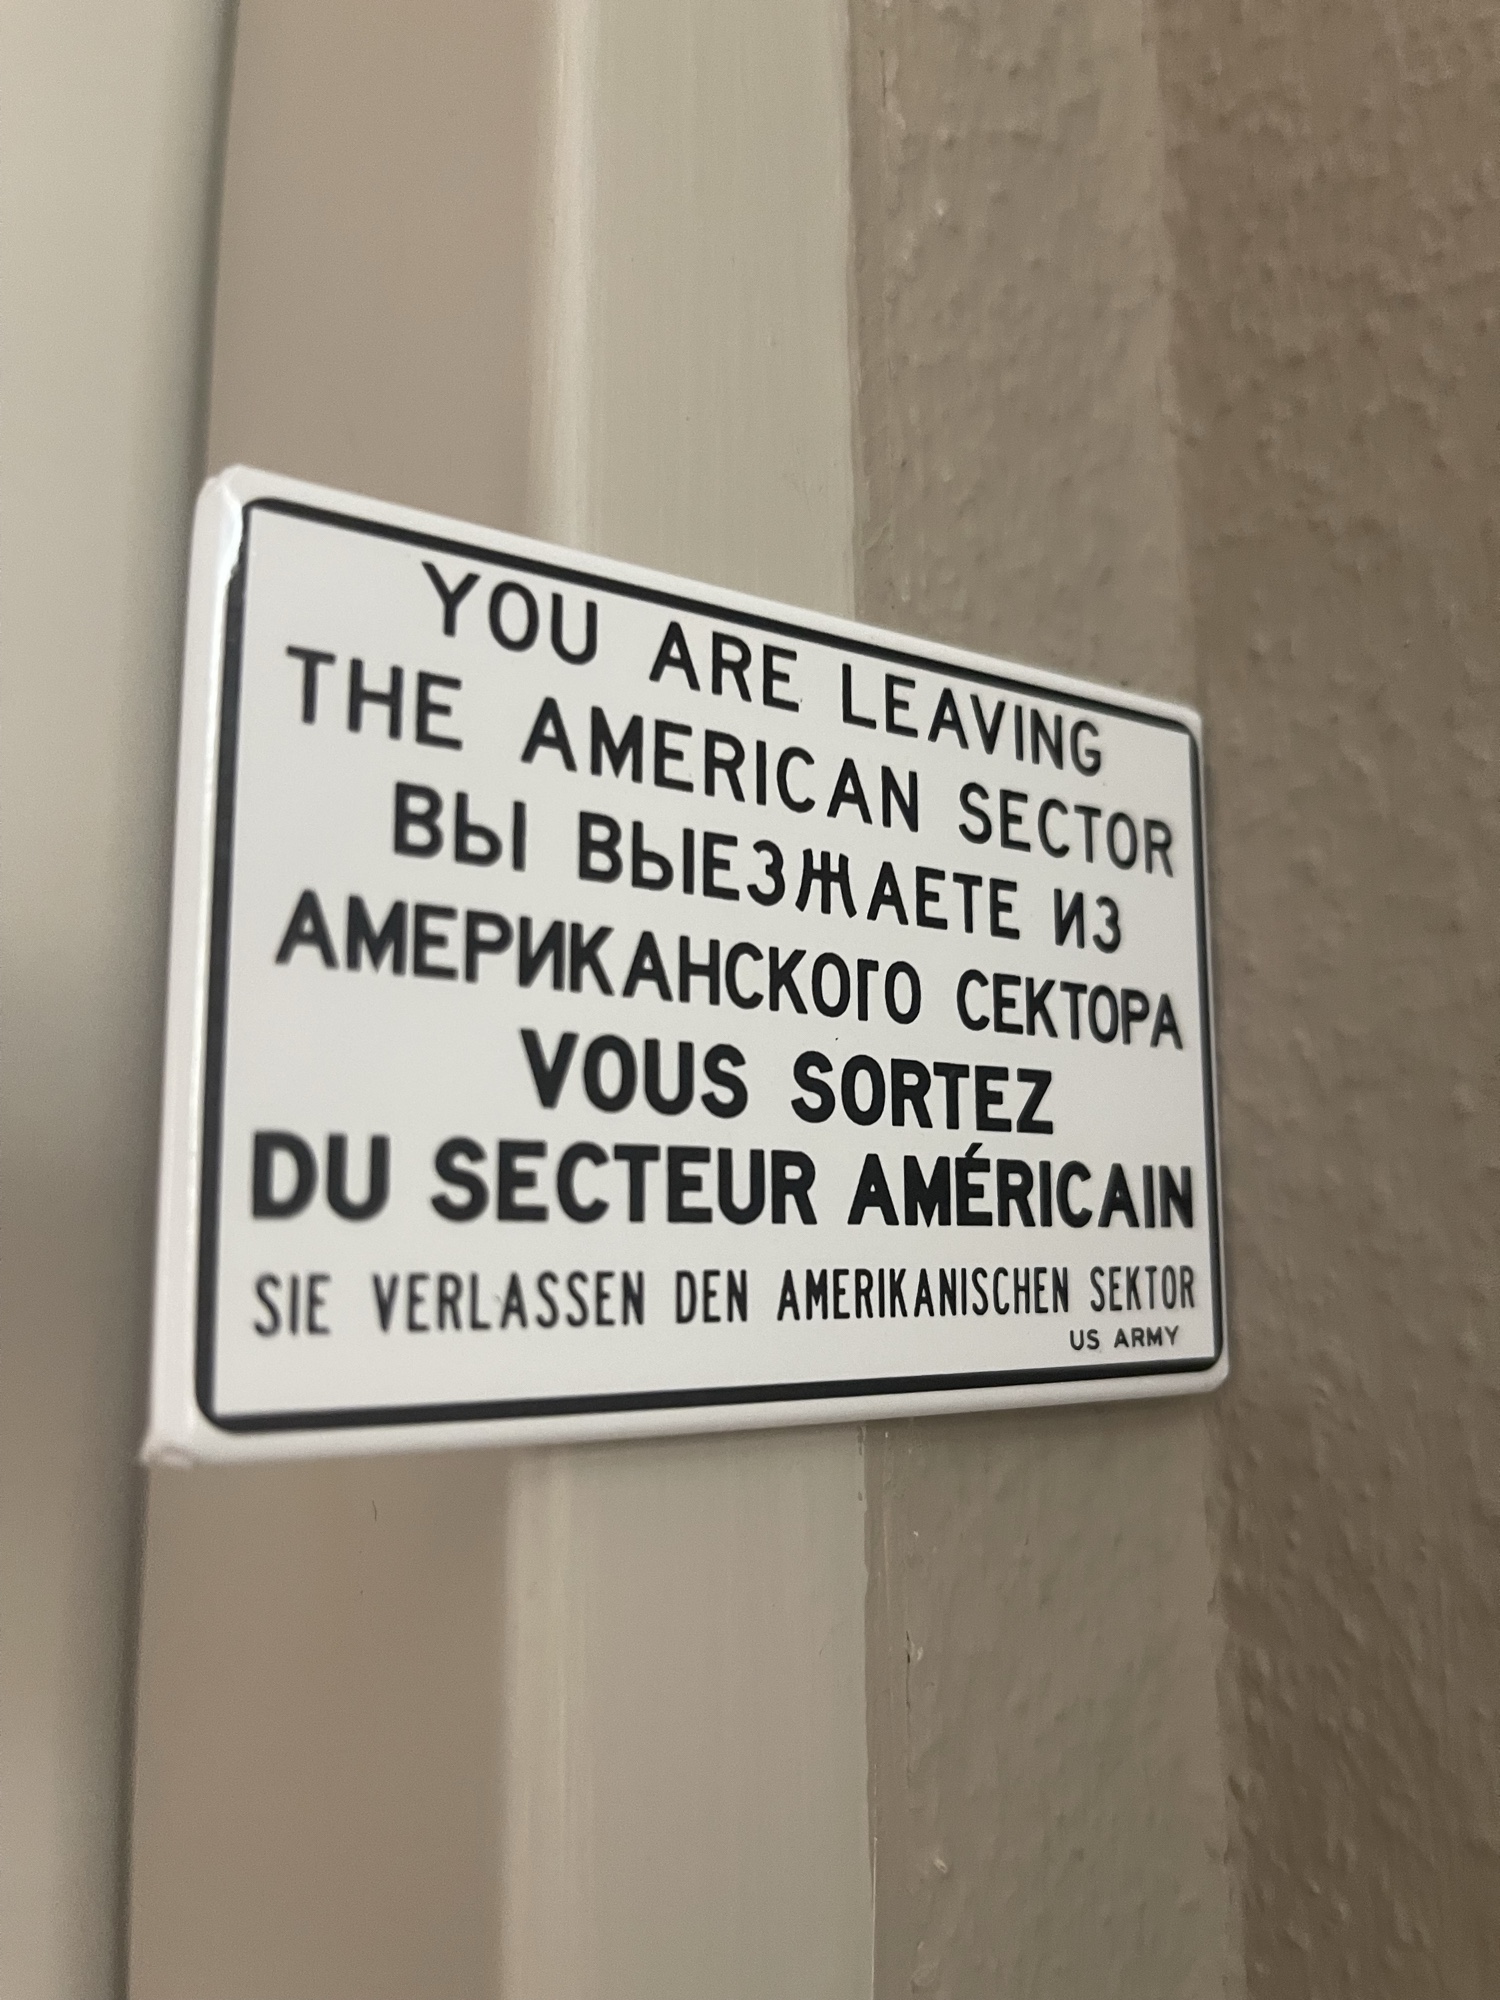 YOU ARE LEAVING
THE AMERICAN SECTOR
ВЫ ВЫЕЗЖАЕТЕ ИЗ
АМЕРИКАНСКОГО СЕКТОРА
VOUS SORTEZ
DU SECTEUR AMÉRICAIN
SIE VERLASSEN DEN AMERIKANISCHEN SEKTOR
US ARMY